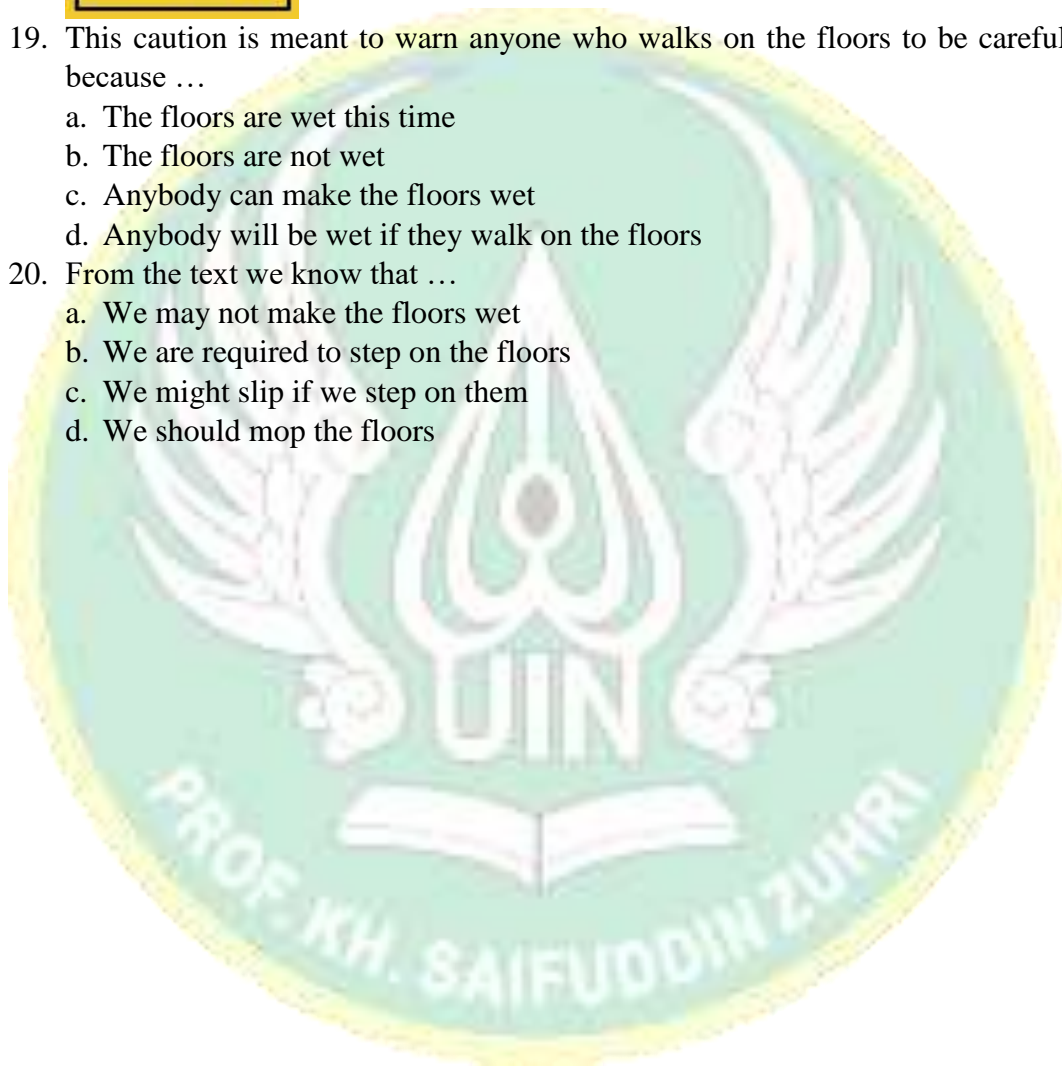 19. This caution is meant to warn anyone who walks on the floors to be careful
because …
a. The floors are wet this time
b. The floors are not wet
c. Anybody can make the floors wet
d. Anybody will be wet if they walk on the floors
20. From the text we know that …
a. We may not make the floors wet
b. We are required to step on the floors
c. We might slip if we step on them
d. We should mop the floors
UIN
PROF. KH. SAIFUDDIN ZUHRI